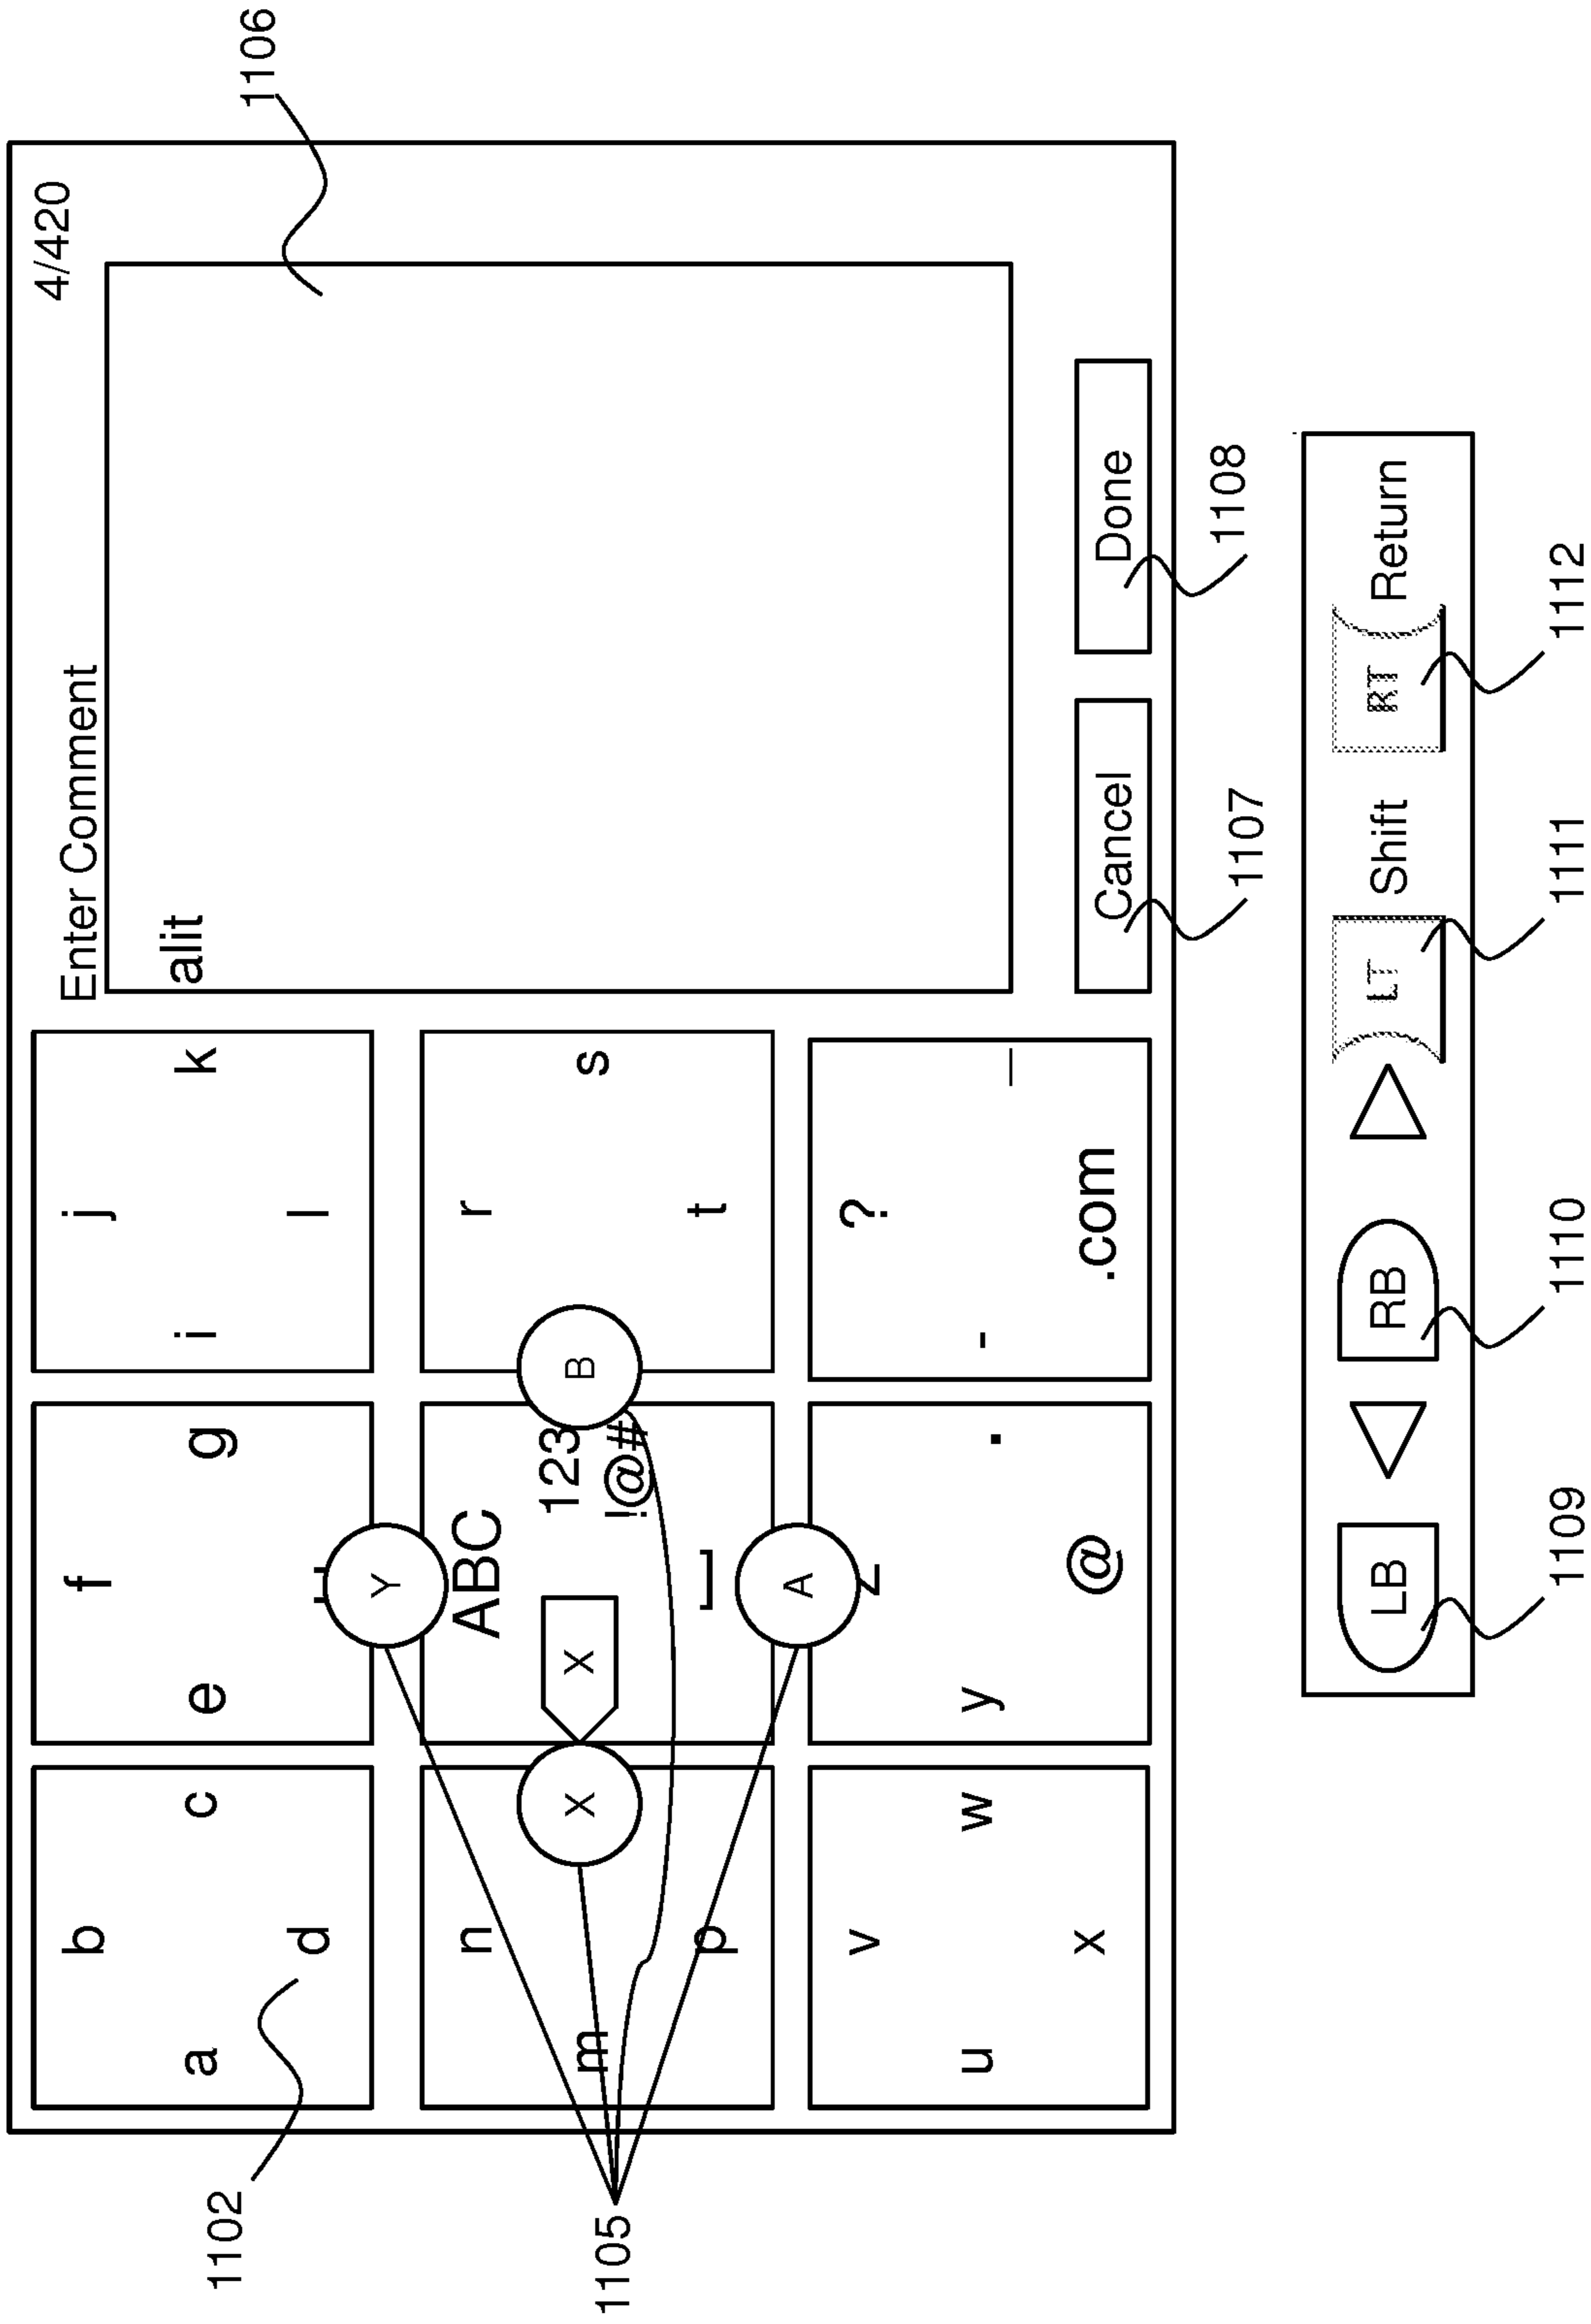 1106
4/420
Enter Comment
alit
b f j
a c e g i k
d l
n ABC r
X X 123 B s
!@#
m p t
Y
A
v z ?
u w y . - _
x @ .com
Cancel Done
1102
1105
1107 1108
LB RB LT Shift RT Return
1109 1110 1111 1112